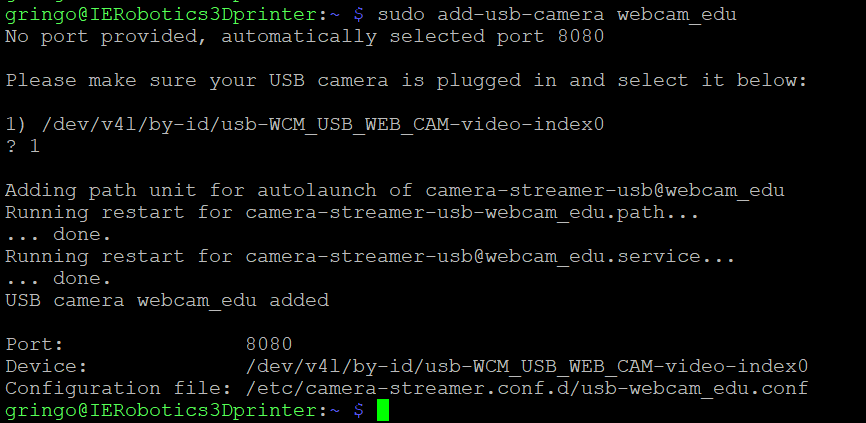 gringo@IERobotics3Dprinter:~ $ sudo add-usb-camera webcam_edu
No port provided, automatically selected port 8080
Please make sure your USB camera is plugged in and select it below:
1) /dev/v4l/by-id/usb-WCM_USB_WEB_CAM-video-index0
? 1
Adding path unit for autolaunch of camera-streamer-usb@webcam_edu
Running restart for camera-streamer-usb-webcam_edu.path...
... done.
Running restart for camera-streamer-usb@webcam_edu.service...
... done.
USB camera webcam_edu added
Port: 8080
Device: /dev/v4l/by-id/usb-WCM_USB_WEB_CAM-video-index0
Configuration file: /etc/camera-streamer.conf.d/usb-webcam_edu.conf
gringo@IERobotics3Dprinter:~ $